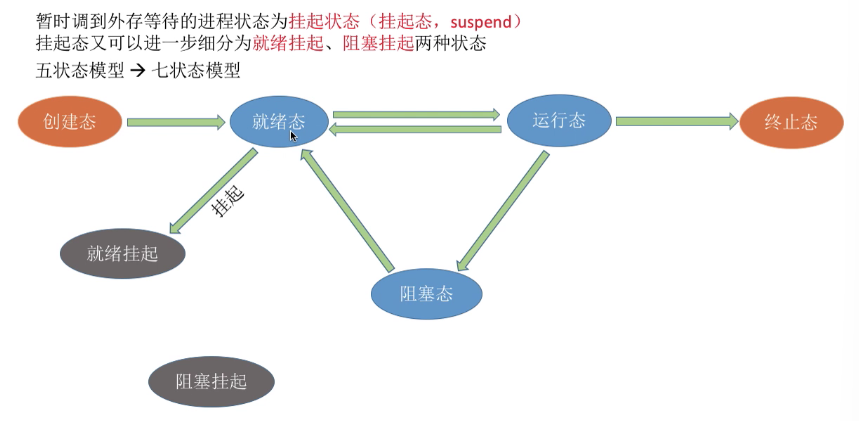 暂时调到外存等待的进程状态为挂起状态（挂起态，suspend）
挂起态又可以进一步细分为就绪挂起、阻塞挂起两种状态
五状态模型→七状态模型
创建态
就绪态
运行态
终止态
挂起
就绪挂起
阻塞态
阻塞挂起